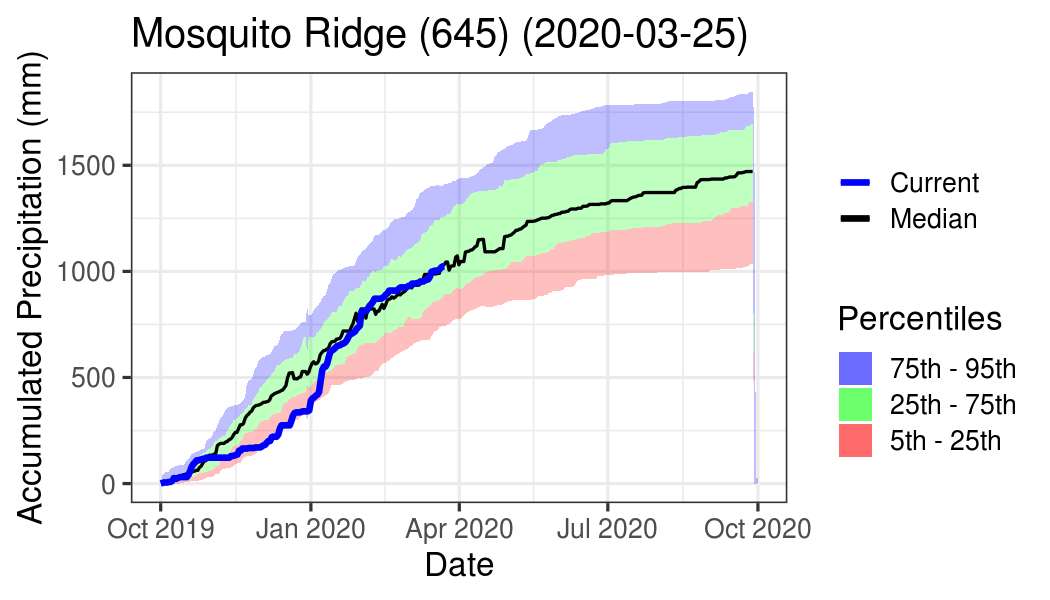 Mosquito Ridge (645) (2020-03-25)
Accumulated Precipitation (mm)
1500
1000
500
0
Oct 2019
Jan 2020
Apr 2020
Jul 2020
Oct 2020
Date
Current
Median
Percentiles
75th - 95th
25th - 75th
5th - 25th